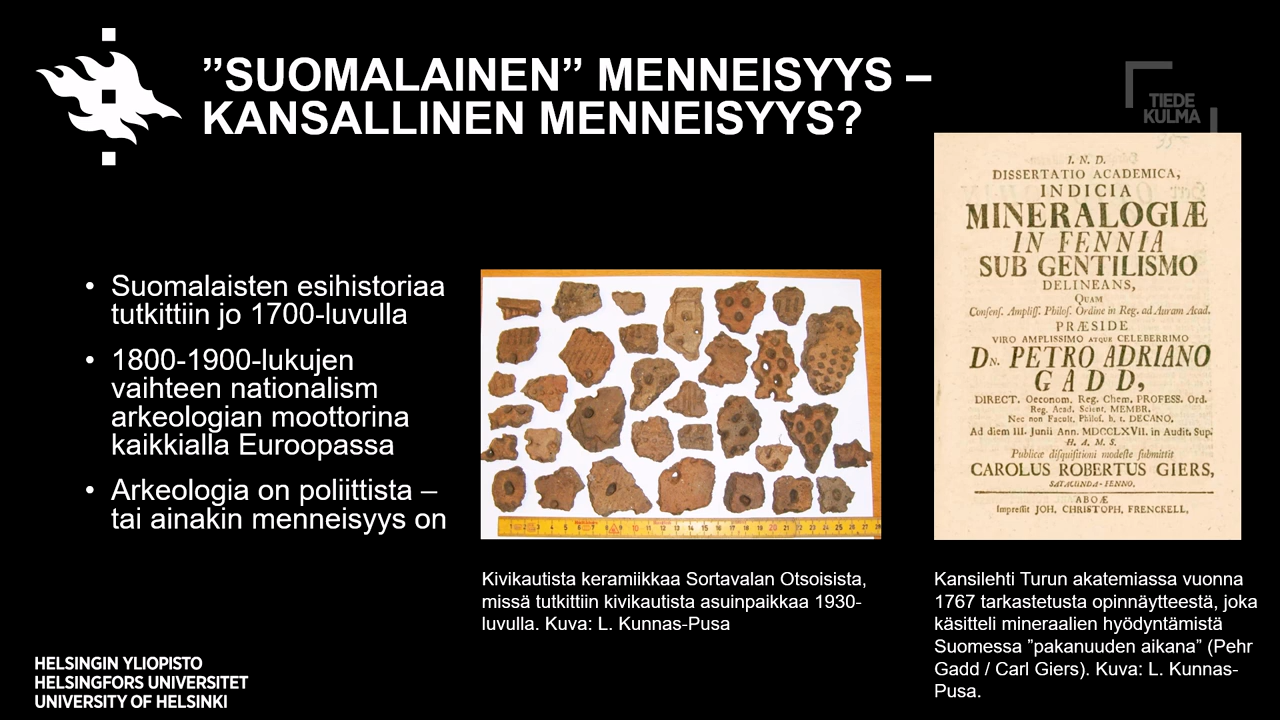 ”SUOMALAINEN” MENNEISYYS –
KANSALLINEN MENNEISYYS?
TIEDE
KULMA
• Suomalaisten esihistoriaa
tutkittiin jo 1700-luvulla
• 1800-1900-lukujen
vaihteen nationalism
arkeologian moottorina
kaikkialla Euroopassa
• Arkeologia on poliittista –
tai ainakin menneisyys on
Kivikautista keramiikkaa Sortavalan Otsoisista,
missä tutkittiin kivikautista asuinpaikkaa 1930-
luvulla. Kuva: L. Kunnas-Pusa
35
I. N. D.
DISSERTATIO ACADEMICA,
INDICIA
MINERALOGIÆ
IN FENNIA
SUB GENTILISMO
DELINEANS,
QUAM
Consens. Ampliss. Philos. Ordine in Reg. ad Auram Acad.
PRÆSIDE
VIRO AMPLISSIMO ATQUE CELEBERRIMO
DN. PETRO ADRIANO
GADD,
DIRECT. Oeconom. Reg. Chem. PROFESS. Ord.
Reg. Acad. Scient. MEMBR.
Nec non Facult. Philos. h. t. DECANO,
Ad diem III. Junii Ann. MDCCLXVII. in Audit. Sup.
H. A. M. S.
Publicæ disquisitioni modeste submittit
CAROLUS ROBERTUS GIERS,
SATACUNDA-FENNO.
ABOÆ
Impressit JOH. CHRISTOPH. FRENCKELL,
Kansilehti Turun akatemiassa vuonna
1767 tarkastetusta opinnäytteestä, joka
käsitteli mineraalien hyödyntämistä
Suomessa ”pakanuuden aikana” (Pehr
Gadd / Carl Giers). Kuva: L. Kunnas-
Pusa.
HELSINGIN YLIOPISTO
HELSINGFORS UNIVERSITET
UNIVERSITY OF HELSINKI